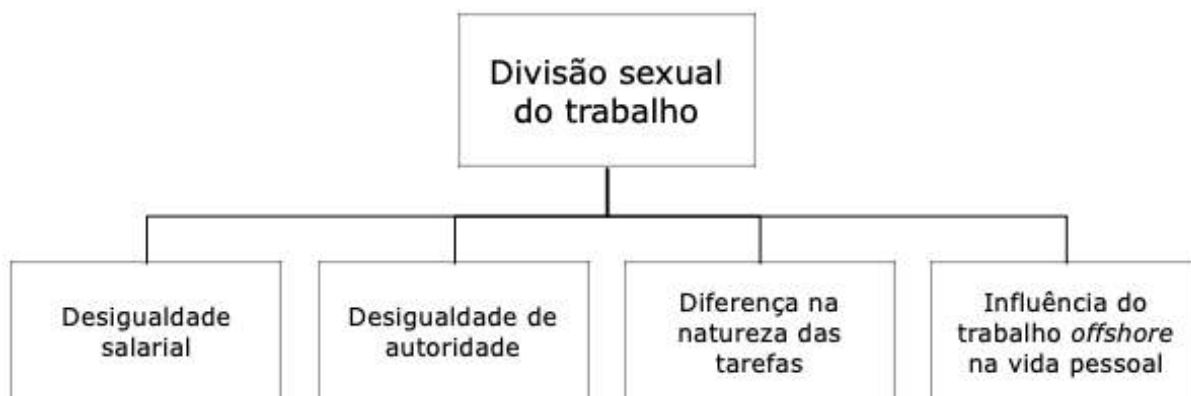 Divisão sexual
do trabalho
Desigualdade
salarial
Desigualdade de
autoridade
Diferença na
natureza das
tarefas
Influência do
trabalho offshore
na vida pessoal